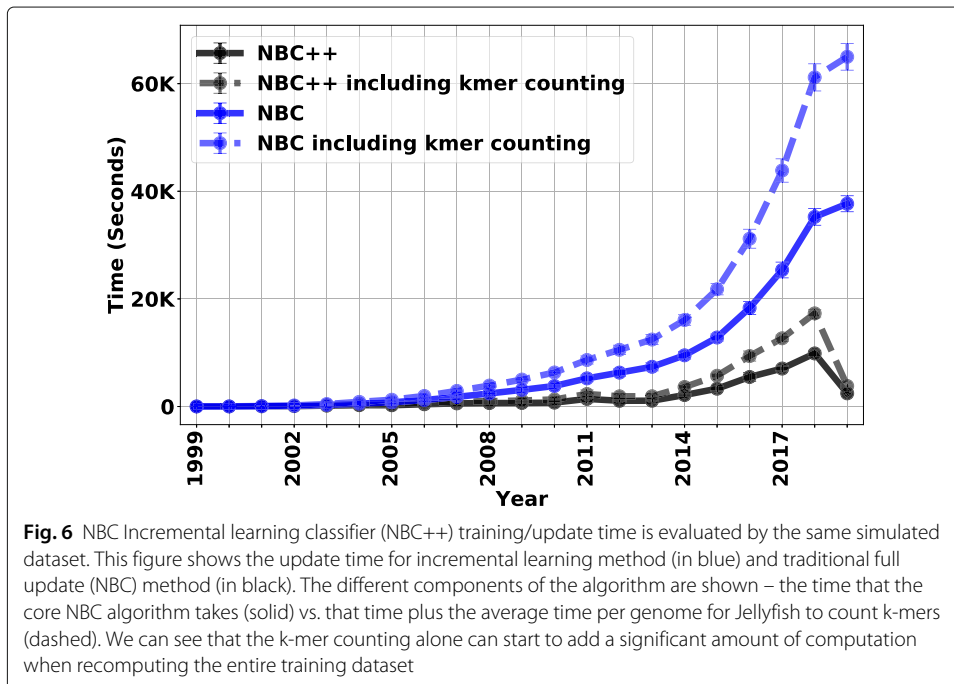 NBC++
NBC++ including kmer counting
NBC
NBC including kmer counting
Time (Seconds)
60K
40K
20K
0
1999
2002
2005
2008
2011
2014
2017
Year
Fig. 6 NBC Incremental learning classifier (NBC++) training/update time is evaluated by the same simulated
dataset. This figure shows the update time for incremental learning method (in blue) and traditional full
update (NBC) method (in black). The different components of the algorithm are shown – the time that the
core NBC algorithm takes (solid) vs. that time plus the average time per genome for Jellyfish to count k-mers
(dashed). We can see that the k-mer counting alone can start to add a significant amount of computation
when recomputing the entire training dataset